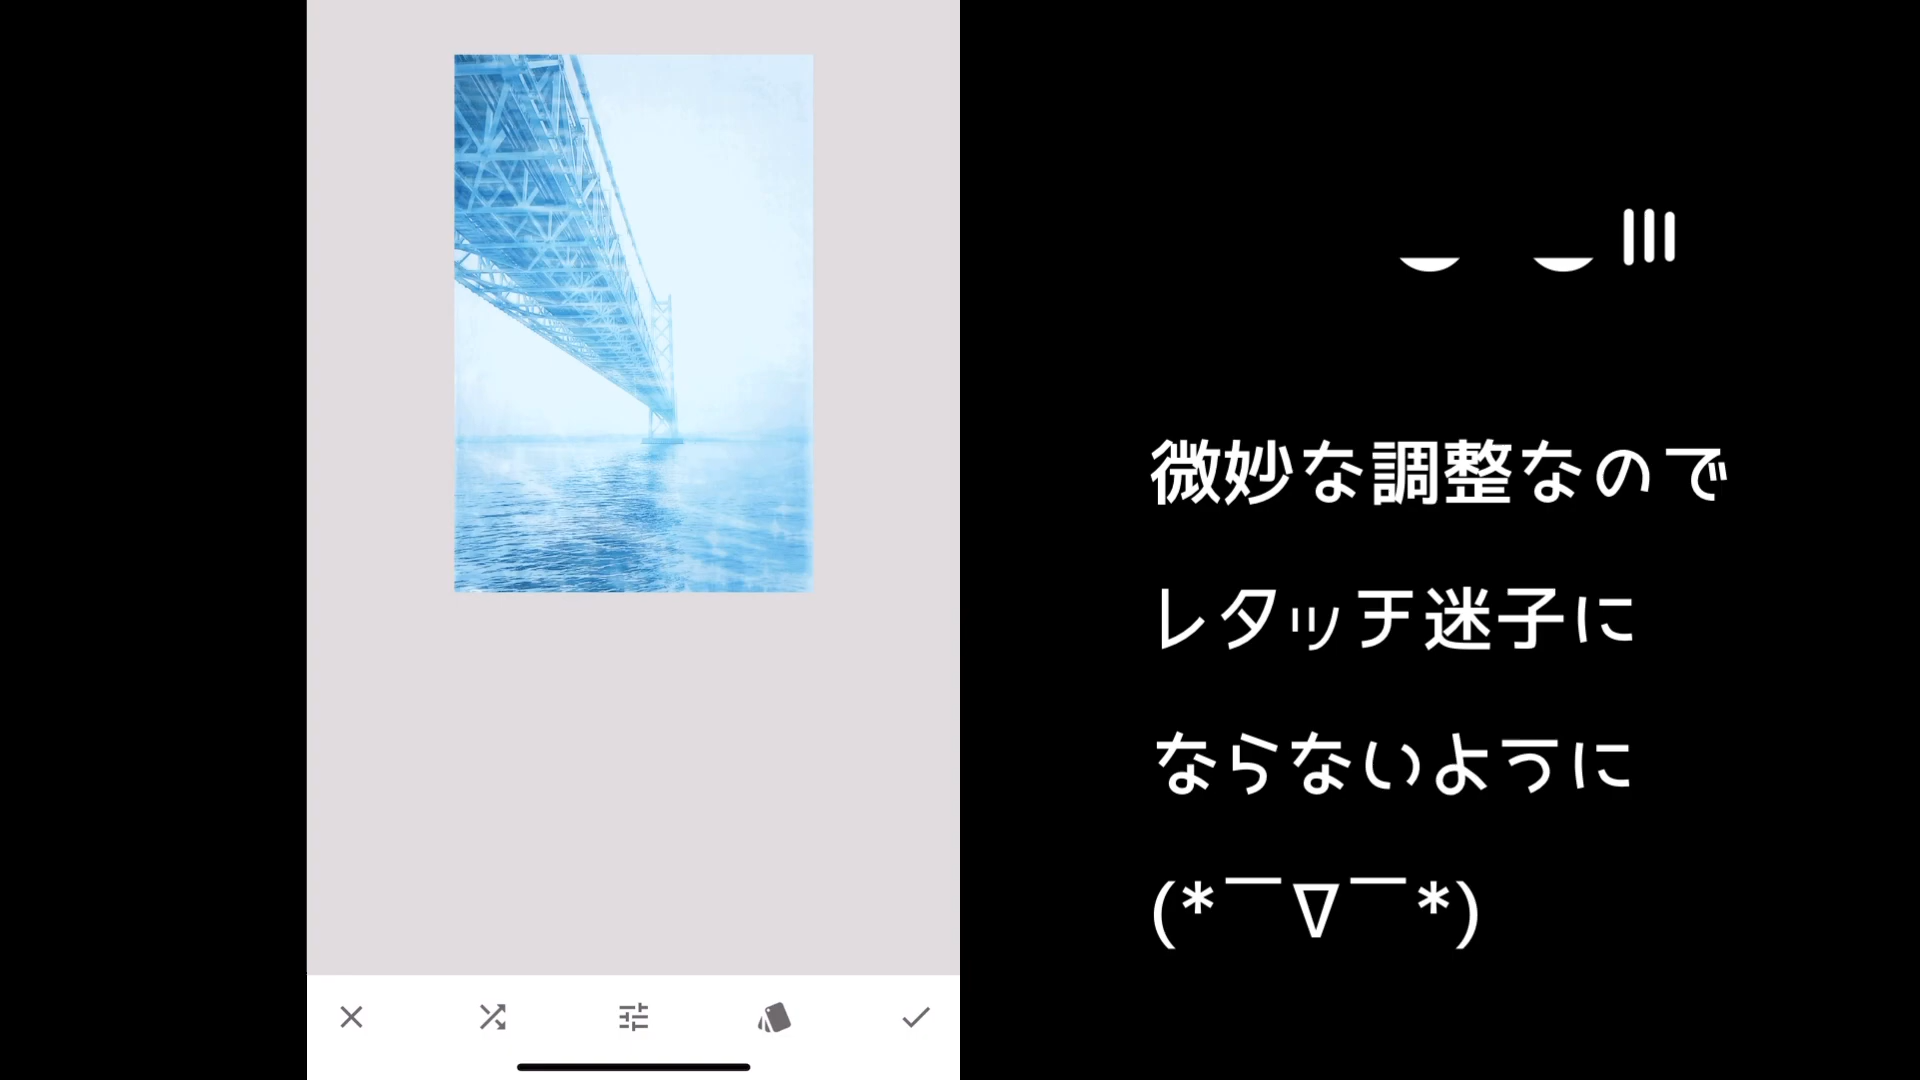 微妙な調整なので
レタッチ迷子に
ならないように
(*￣∇￣*)